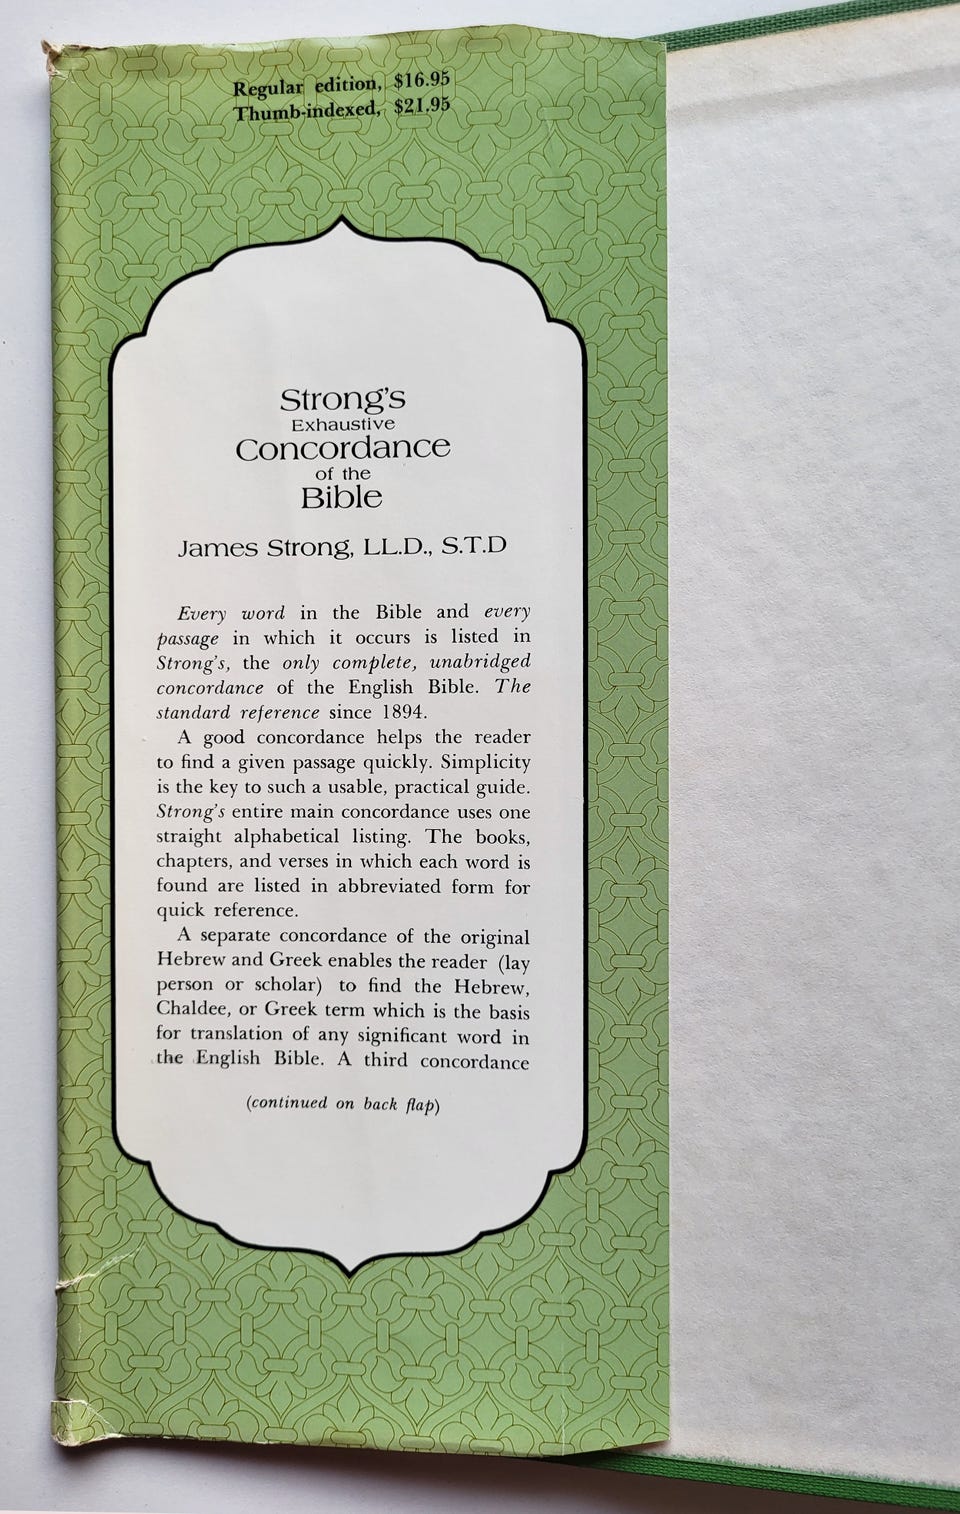 Regular edition, $16.95
Thumb-indexed, $21.95
Strong's
Exhaustive
Concordance
of the
Bible
James Strong, LL.D., S.T.D
Every word in the Bible and every
passage in which it occurs is listed in
Strong's, the only complete, unabridged
concordance of the English Bible. The
standard reference since 1894.
A good concordance helps the reader
to find a given passage quickly. Simplicity
is the key to such a usable, practical guide.
Strong's entire main concordance uses one
straight alphabetical listing. The books,
chapters, and verses in which each word is
found are listed in abbreviated form for
quick reference.
A separate concordance of the original
Hebrew and Greek enables the reader (lay
person or scholar) to find the Hebrew,
Chaldee, or Greek term which is the basis
for translation of any significant word in
the English Bible. A third concordance
(continued on back flap)